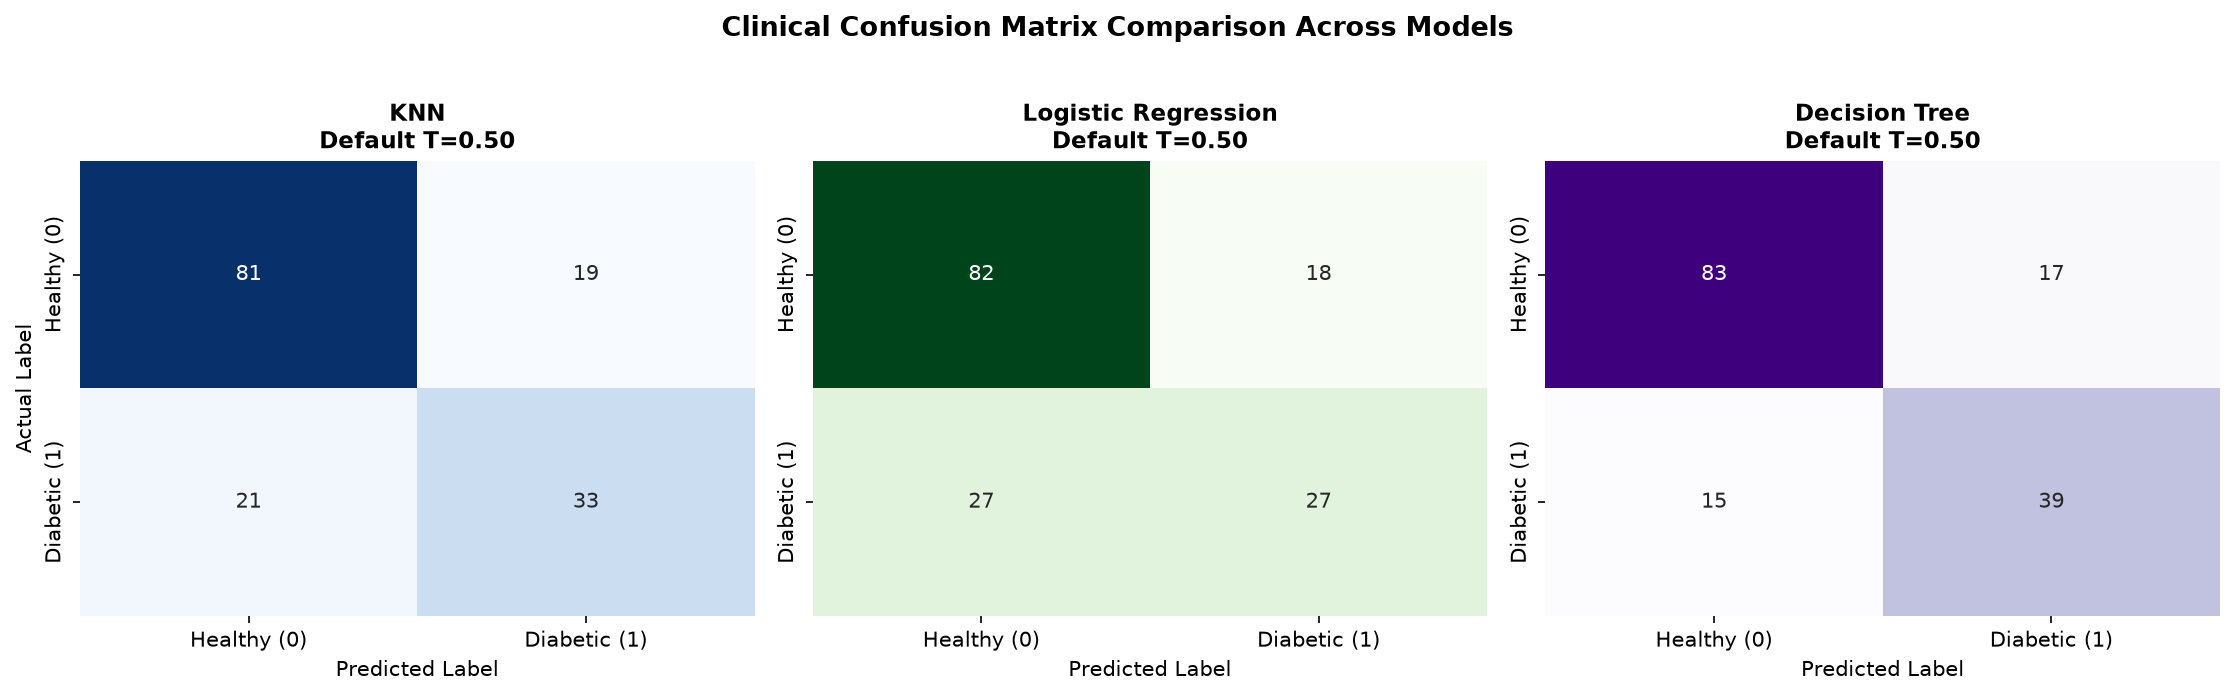 Clinical Confusion Matrix Comparison Across Models
KNN
Default T=0.50
Actual Label
Healthy (0)
Diabetic (1)
81
19
21
33
Healthy (0)
Diabetic (1)
Predicted Label
Logistic Regression
Default T=0.50
Healthy (0)
Diabetic (1)
82
18
27
27
Healthy (0)
Diabetic (1)
Predicted Label
Decision Tree
Default T=0.50
Healthy (0)
Diabetic (1)
83
17
15
39
Healthy (0)
Diabetic (1)
Predicted Label